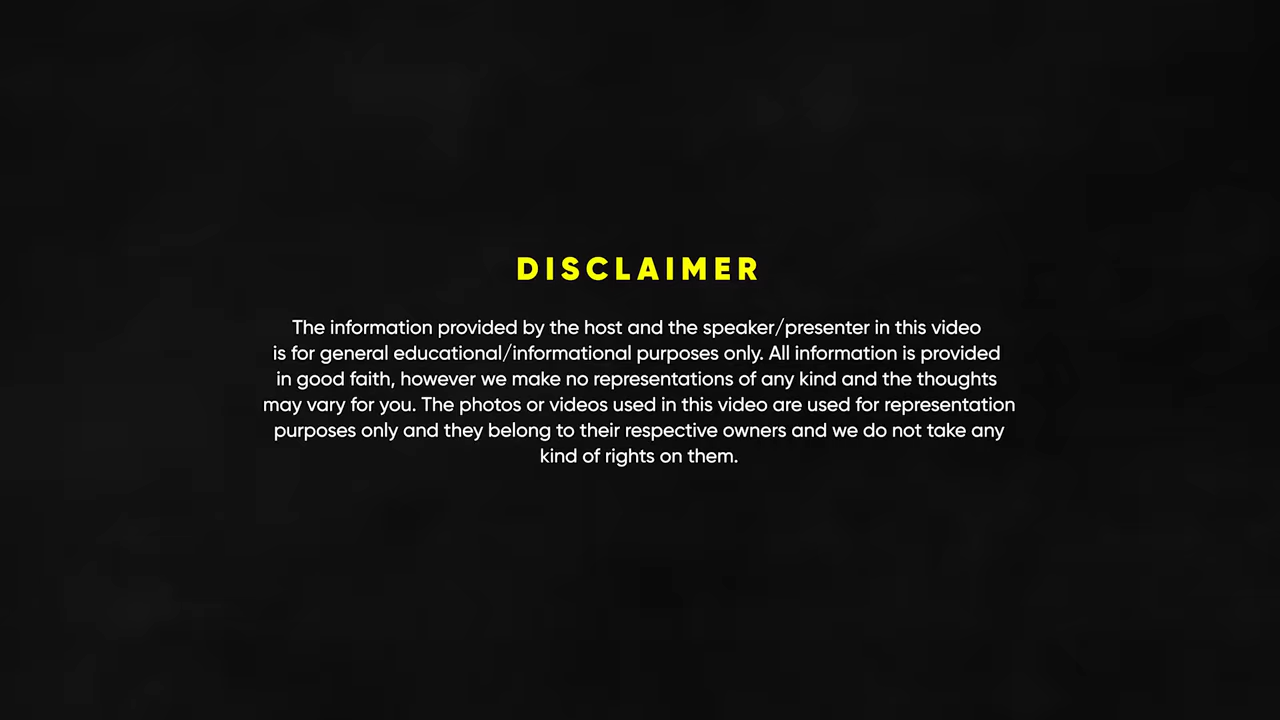 DISCLAIMER
The information provided by the host and the speaker/presenter in this video
is for general educational/informational purposes only. All information is provided
in good faith, however we make no representations of any kind and the thoughts
may vary for you. The photos or videos used in this video are used for representation
purposes only and they belong to their respective owners and we do not take any
kind of rights on them.